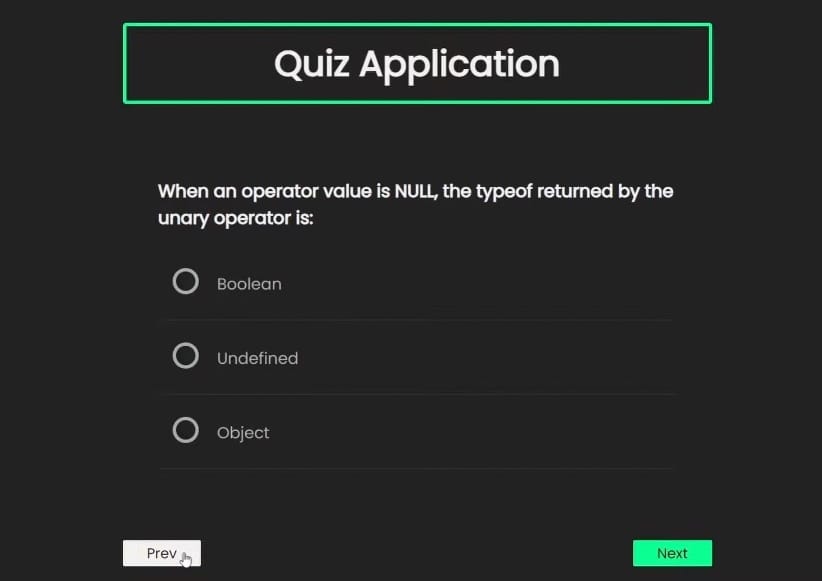 Quiz Application
When an operator value is NULL, the typeof returned by the
unary operator is:
Boolean
Undefined
Object
Prev
Next